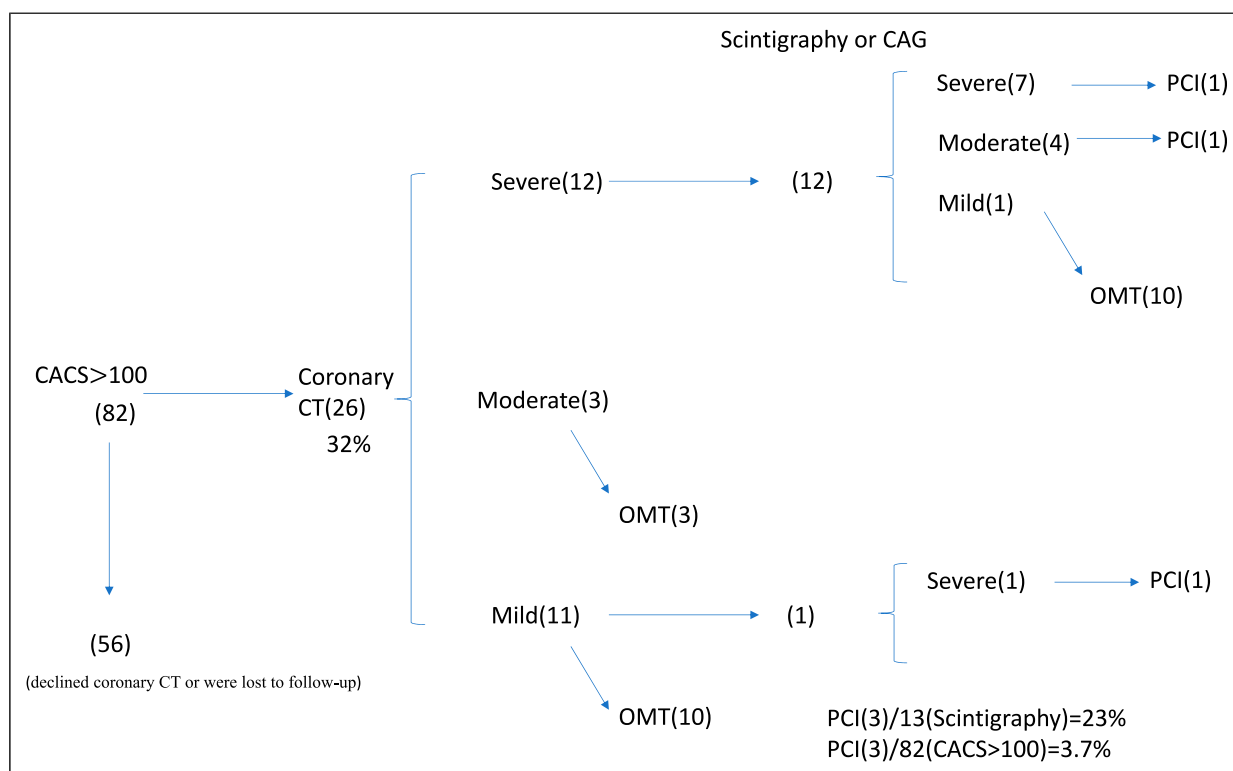 Scintigraphy or CAG
Severe(7)
PCI(1)
Moderate(4)
PCI(1)
Severe(12)
(12)
Mild(1)
OMT(10)
CACS＞100
(82)
Coronary
CT(26)
32%
Moderate(3)
OMT(3)
Severe(1)
PCI(1)
Mild(11)
(1)
(56)
(declined coronary CT or were lost to follow-up)
OMT(10)
PCI(3)/13(Scintigraphy)=23%
PCI(3)/82(CACS>100)=3.7%